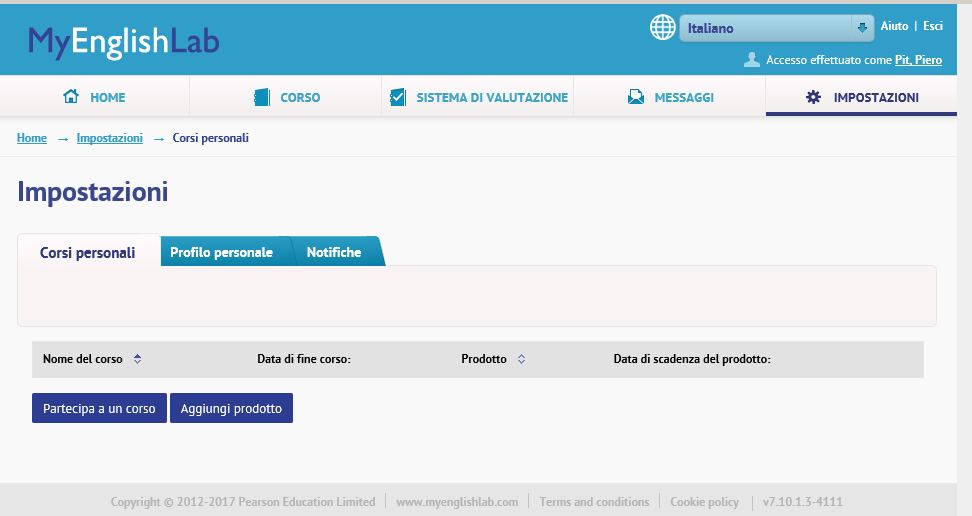 MyEnglishLab
Italiano
Aiuto | Esci
Accesso effettuato come Pit, Piero
HOME
CORSO
SISTEMA DI VALUTAZIONE
MESSAGGI
IMPOSTAZIONI
Home → Impostazioni → Corsi personali
Impostazioni
Corsi personali
Profilo personale
Notifiche
Nome del corso
Data di fine corso:
Prodotto
Data di scadenza del prodotto:
Partecipa a un corso
Aggiungi prodotto
Copyright © 2012-2017 Pearson Education Limited | www.myenglishlab.com | Terms and conditions | Cookie policy | v7.10.1.3-4111